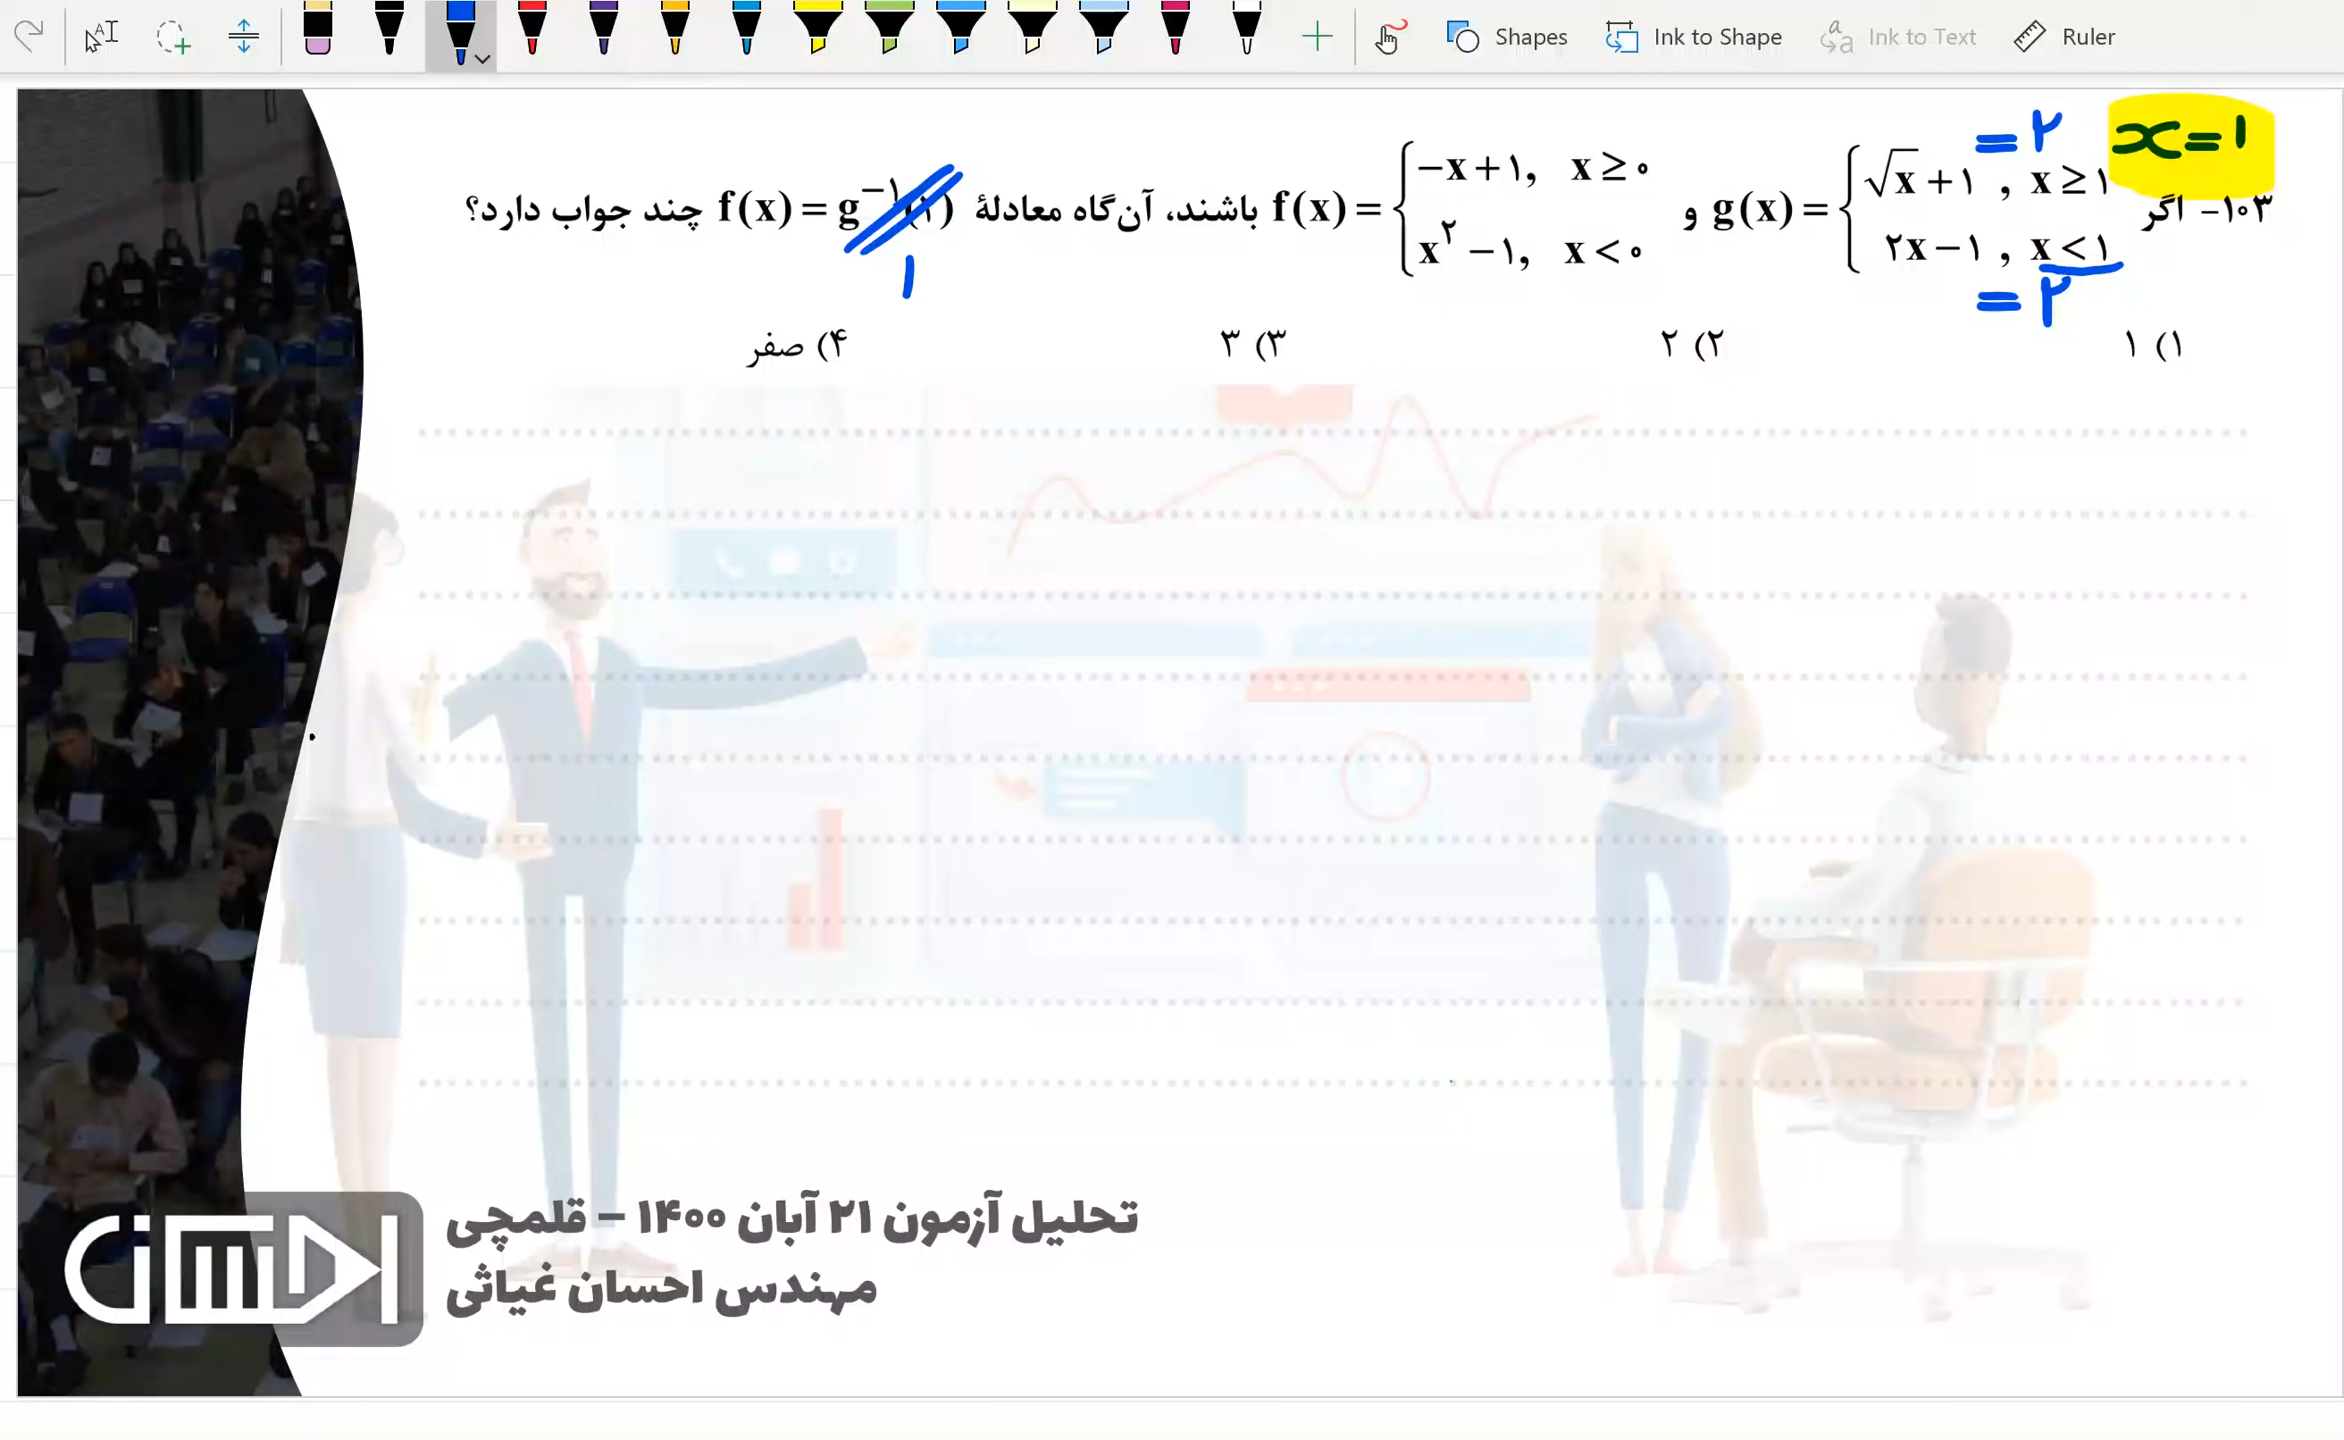 Shapes Ink to Shape Ink to Text Ruler
= ۲ x=۱
۱۰۳- اگر g(x) = { √x + ۱ , x ≥ ۱ ; ۲x − ۱ , x < ۱ و f(x) = { −x + ۱, x ≥ ۰ ; x^۲ − ۱, x < ۰ باشند، آن‌گاه معادلهٔ f(x) = g^−۱() چند جواب دارد؟
= ۲
۱
۱) ۱ ۲) ۲ ۳) ۳ ۴) صفر
تحلیل آزمون ۲۱ آبان ۱۴۰۰ – قلمچی
مهندس احسان غیاثی